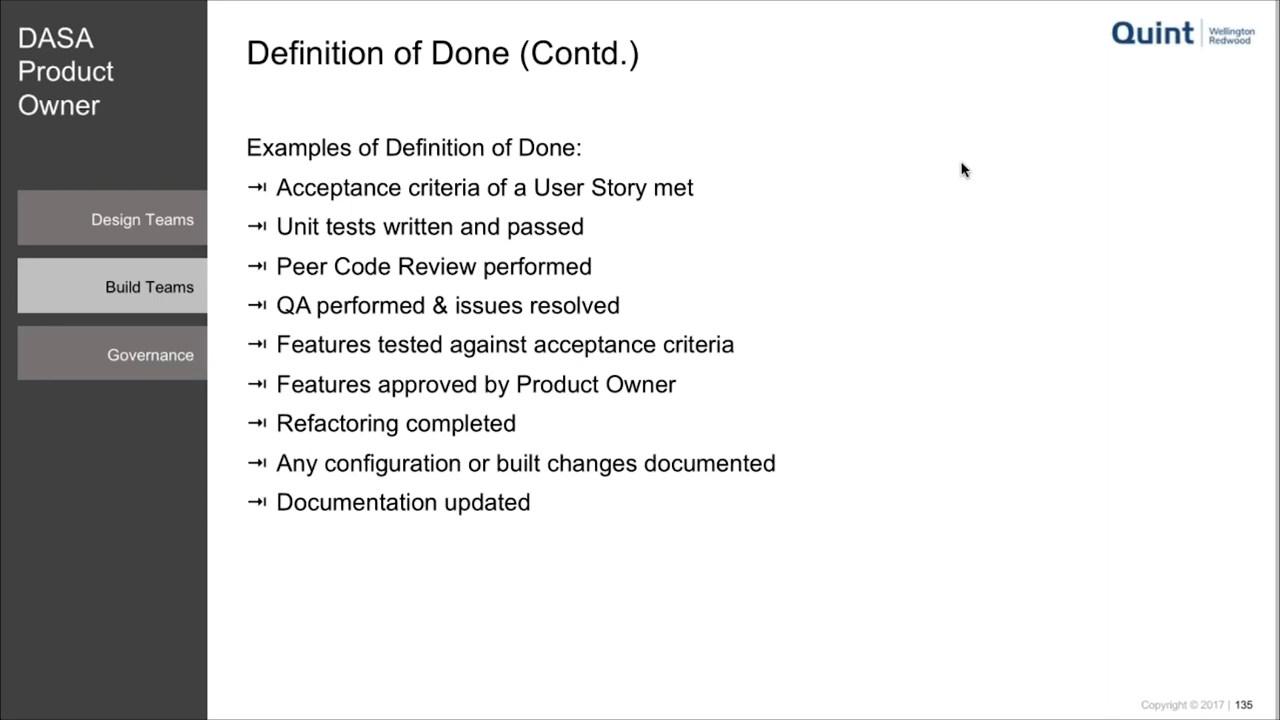 DASA
Product
Owner
Design Teams
Build Teams
Governance
Definition of Done (Contd.)
Quint
Wellington
Redwood
Examples of Definition of Done:
Acceptance criteria of a User Story met
Unit tests written and passed
Peer Code Review performed
QA performed & issues resolved
Features tested against acceptance criteria
Features approved by Product Owner
Refactoring completed
Any configuration or built changes documented
Documentation updated
Copyright © 2017 | 135